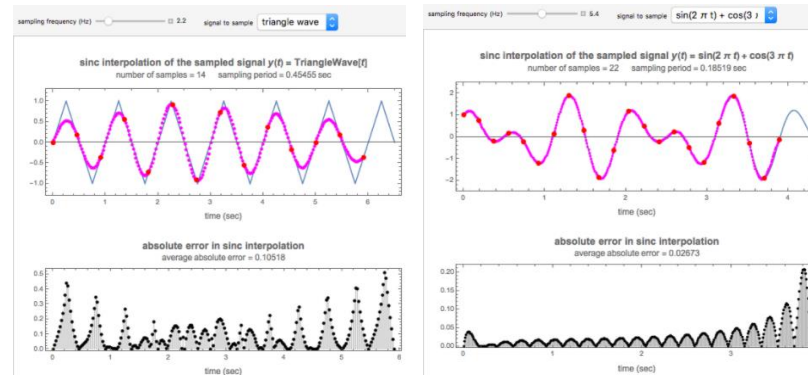 sampling frequency (Hz) 2.2 signal to sample triangle wave
sinc interpolation of the sampled signal y(t) = TriangleWave[t]
number of samples = 14 sampling period = 0.45455 sec
1.0
0.5
0.0
-0.5
-1.0
0 1 2 3 4 5 6
time (sec)
absolute error in sinc interpolation
average absolute error = 0.10518
0.5
0.4
0.3
0.2
0.1
0.0
0 1 2 3 4 5 6
time (sec)
sampling frequency (Hz) 5.4 signal to sample sin(2 π t) + cos(3 π
sinc interpolation of the sampled signal y(t) = sin(2 π t) + cos(3 π t)
number of samples = 22 sampling period = 0.18519 sec
2
1
0
-1
-2
0 1 2 3 4
time (sec)
absolute error in sinc interpolation
average absolute error = 0.02673
0.20
0.15
0.10
0.05
0.00
0 1 2 3
time (sec)